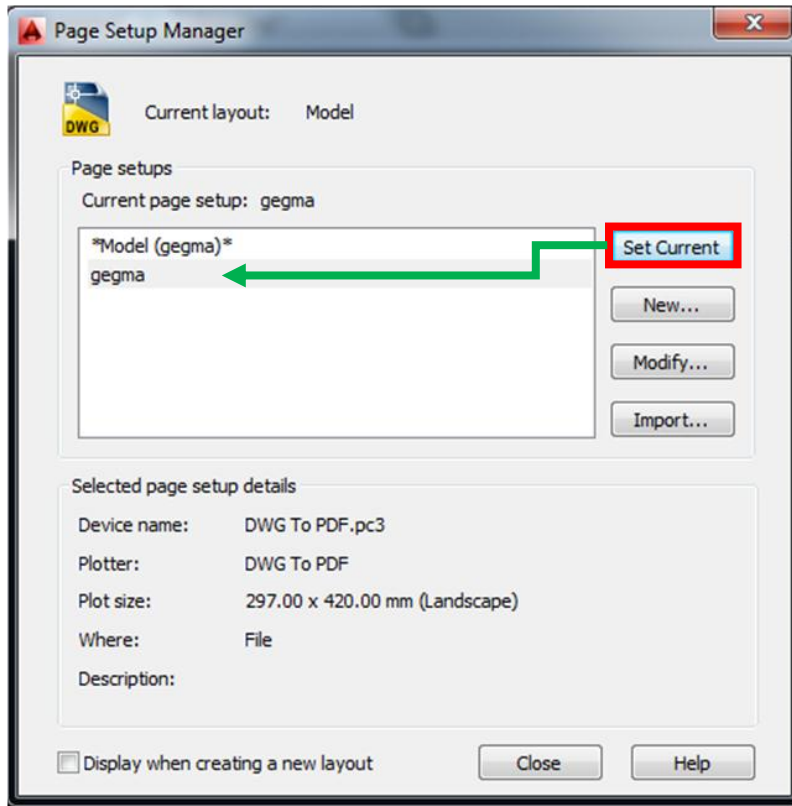 Page Setup Manager
DWG
Current layout: Model
Page setups
Current page setup: gegma
*Model (gegma)*
gegma
Set Current
New...
Modify...
Import...
Selected page setup details
Device name: DWG To PDF.pc3
Plotter: DWG To PDF
Plot size: 297.00 x 420.00 mm (Landscape)
Where: File
Description:
Display when creating a new layout
Close
Help